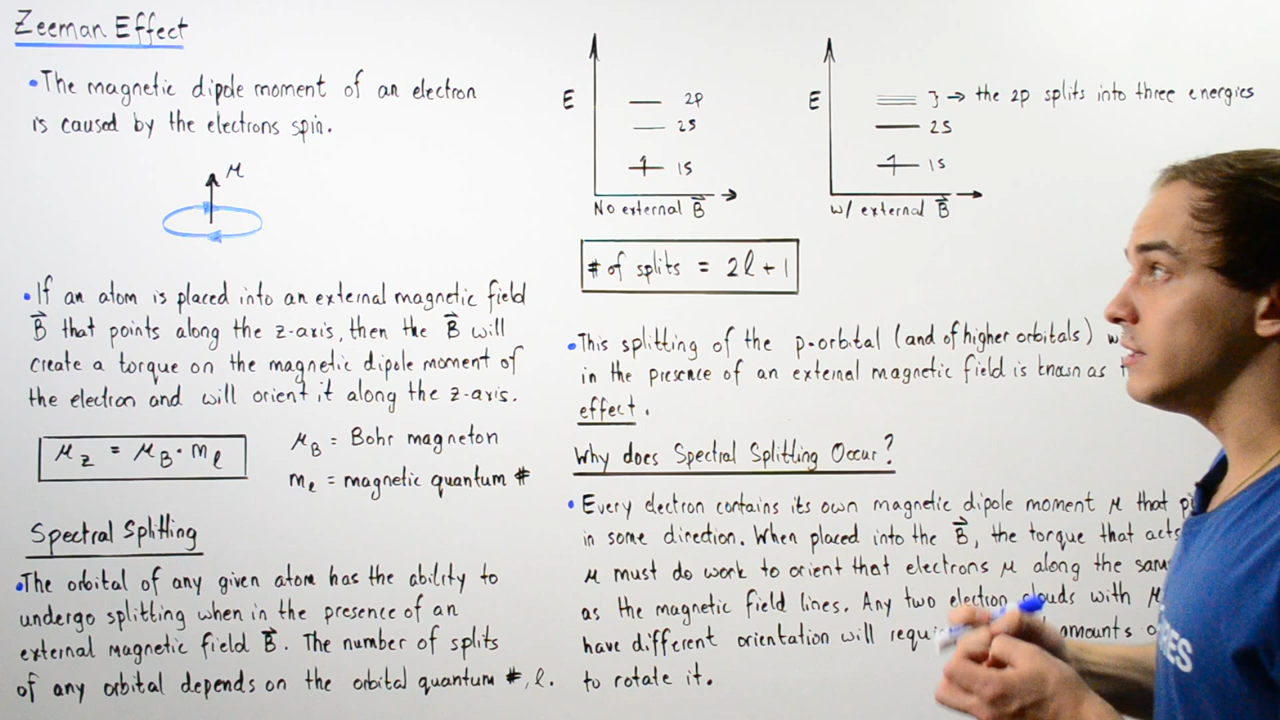 Zeeman Effect
•The magnetic dipole moment of an electron
is caused by the electrons spin.
μ
•If an atom is placed into an external magnetic field
B⃗ that points along the z-axis, then the B⃗ will
create a torque on the magnetic dipole moment of
the electron and will orient it along the z-axis.
μz = μB·mℓ
μB = Bohr magneton
mℓ = magnetic quantum #
Spectral Splitting
•The orbital of any given atom has the ability to
undergo splitting when in the presence of an
external magnetic field B⃗. The number of splits
of any orbital depends on the orbital quantum #, ℓ.
E
2p
2s
1s
No external B⃗
E
} → the 2p splits into three energies
2s
1s
w/ external B⃗
# of splits = 2ℓ+1
•This splitting of the p-orbital (and of higher orbitals)
in the presence of an external magnetic field is known as
effect.
Why does Spectral Splitting Occur?
•Every electron contains its own magnetic dipole moment μ that
in some direction. When placed into the B⃗, the torque that acts
μ must do work to orient that electrons μ along the
as the magnetic field lines. Any two electron clouds with μ
have different orientation will amounts
to rotate it.